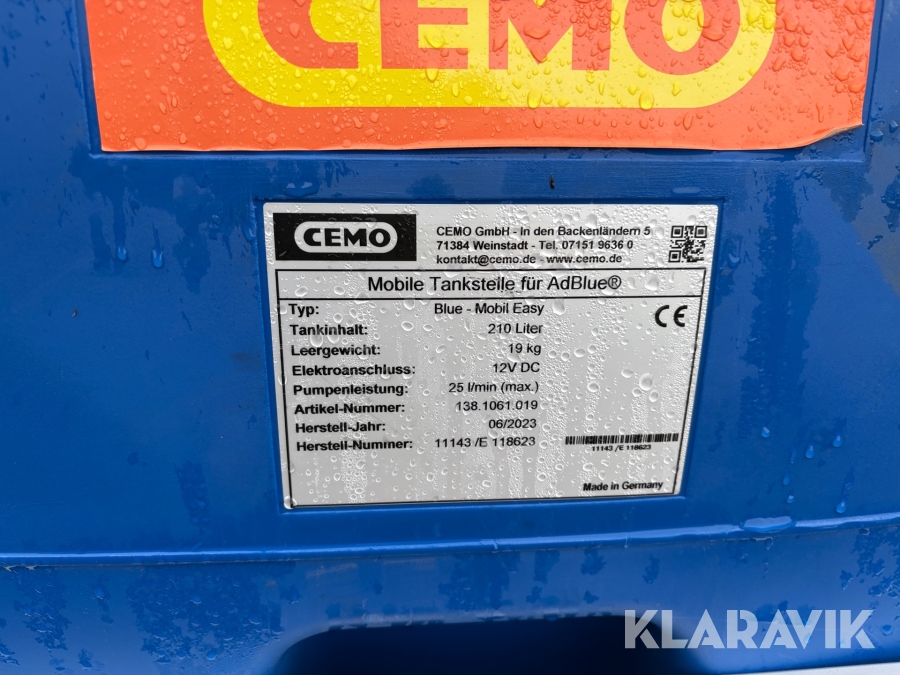 CEMO
CEMO
CEMO GmbH - In den Backenländern 5
71384 Weinstadt - Tel. 07151 9636 0
kontakt@cemo.de - www.cemo.de
Mobile Tankstelle für AdBlue®
Typ: Blue - Mobil Easy
CE
Tankinhalt: 210 Liter
Leergewicht: 19 kg
Elektroanschluss: 12V DC
Pumpenleistung: 25 l/min (max.)
Artikel-Nummer: 138.1061.019
Herstell-Jahr: 06/2023
Herstell-Nummer: 11143 /E 118623
11143 /E 118623
Made in Germany
KLARAVIK